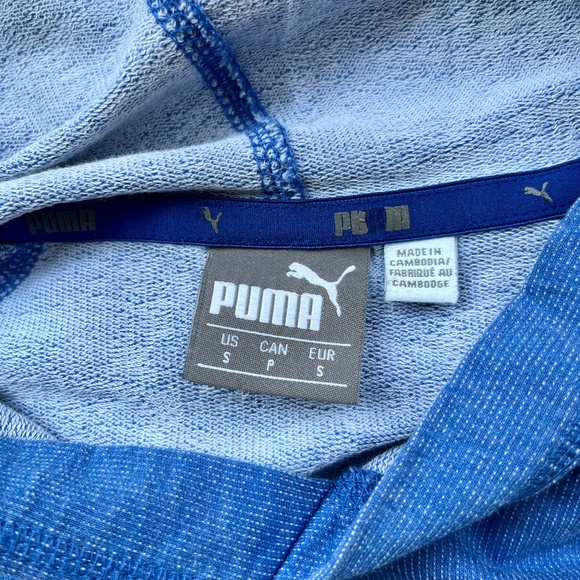 PUMA
MADE IN
CAMBODIA/
FABRIQUÉ AU
CAMBODGE
PUMA
US CAN EUR
S P S